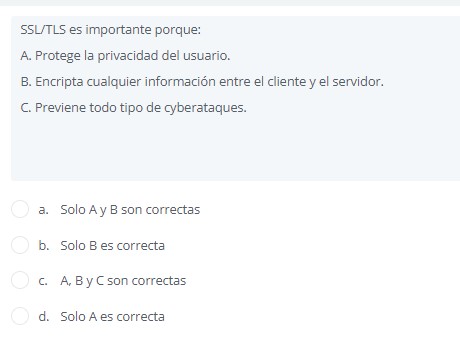 SSL/TLS es importante porque:
A. Protege la privacidad del usuario.
B. Encripta cualquier información entre el cliente y el servidor.
C. Previene todo tipo de cyberataques.
a. Solo A y B son correctas
b. Solo B es correcta
c. A, B y C son correctas
d. Solo A es correcta